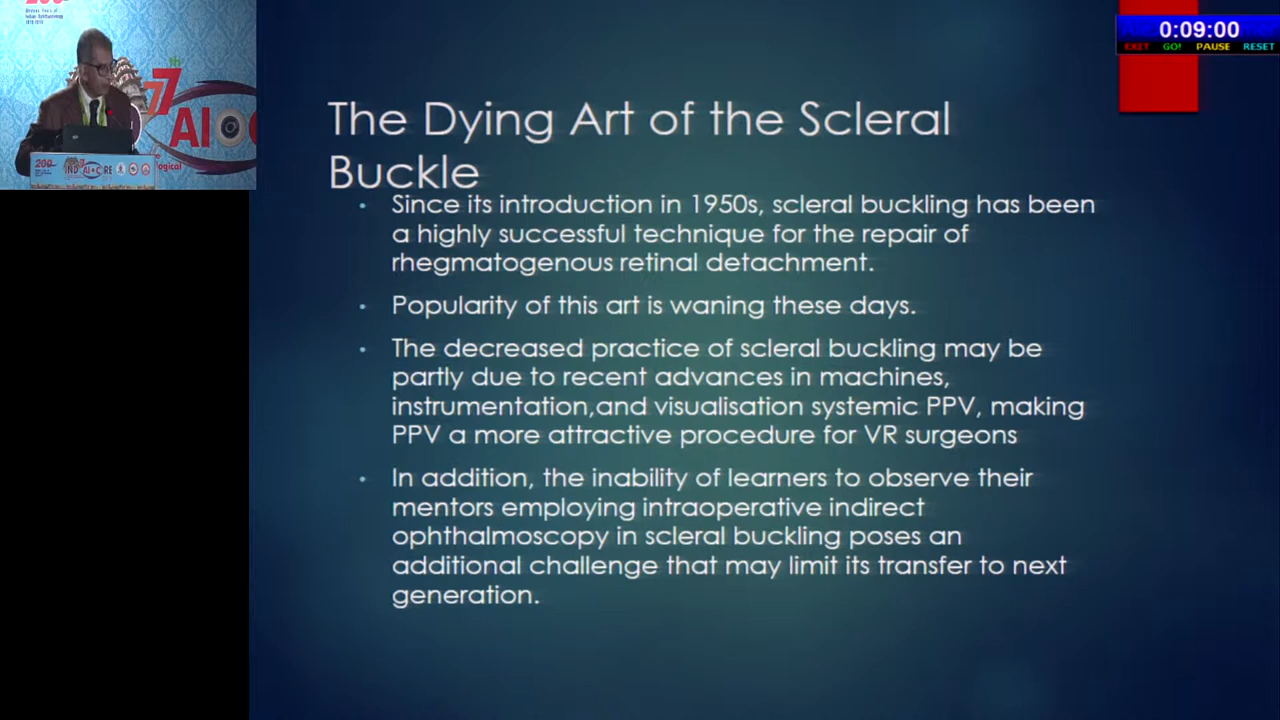 0:09:00
EXIT GO! PAUSE RESET
The Dying Art of the Scleral
Buckle
• Since its introduction in 1950s, scleral buckling has been
a highly successful technique for the repair of
rhegmatogenous retinal detachment.
• Popularity of this art is waning these days.
• The decreased practice of scleral buckling may be
partly due to recent advances in machines,
instrumentation,and visualisation systemic PPV, making
PPV a more attractive procedure for VR surgeons
• In addition, the inability of learners to observe their
mentors employing intraoperative indirect
ophthalmoscopy in scleral buckling poses an
additional challenge that may limit its transfer to next
generation.
77th
AIOC